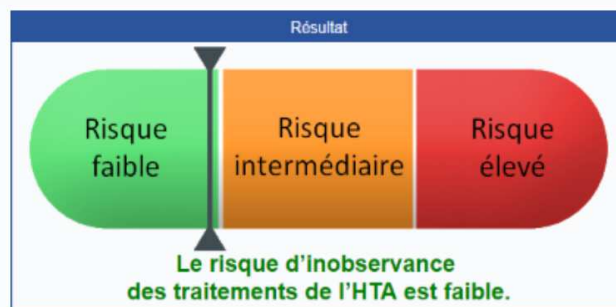 Résultat
Risque
faible
Risque
intermédiaire
Risque
élevé
Le risque d'inobservance
des traitements de l'HTA est faible.